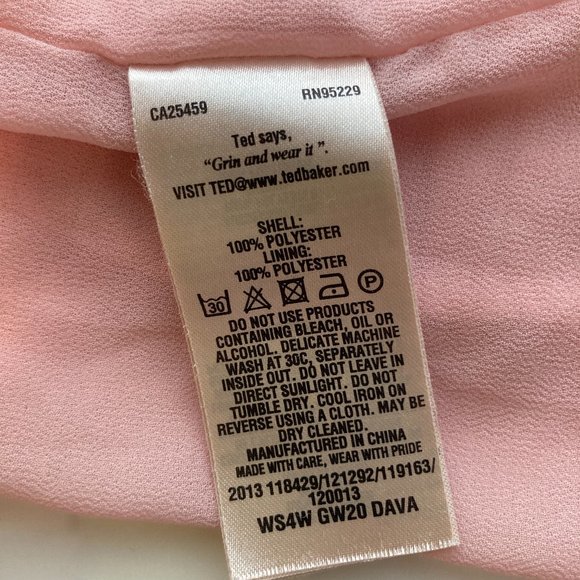 CA25459 RN95229
Ted says,
"Grin and wear it".
VISIT TED@www.tedbaker.com
SHELL:
100% POLYESTER
LINING:
100% POLYESTER
30 P
DO NOT USE PRODUCTS
CONTAINING BLEACH, OIL OR
ALCOHOL. DELICATE MACHINE
WASH AT 30C, SEPARATELY
INSIDE OUT. DO NOT LEAVE IN
DIRECT SUNLIGHT. DO NOT
TUMBLE DRY. COOL IRON ON
REVERSE USING A CLOTH. MAY BE
DRY CLEANED.
MANUFACTURED IN CHINA
MADE WITH CARE, WEAR WITH PRIDE
2013 118429/121292/119163/
120013
WS4W GW20 DAVA